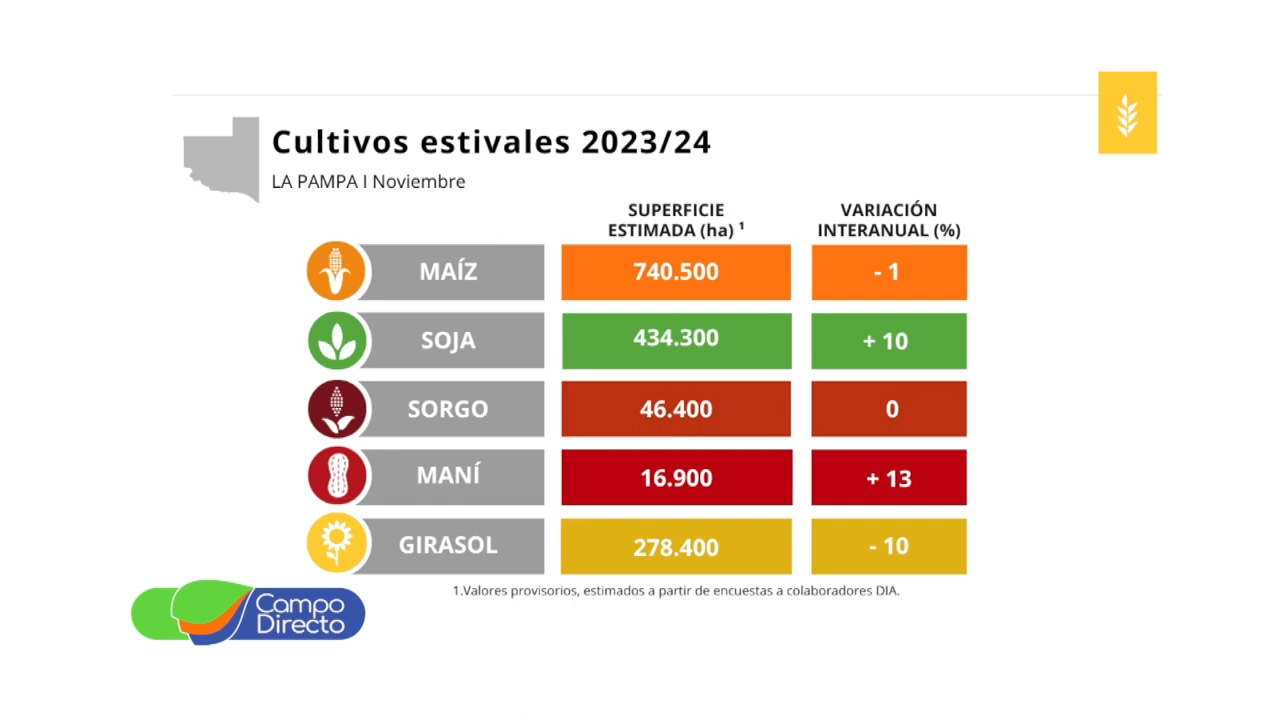 Cultivos estivales 2023/24
LA PAMPA I Noviembre
SUPERFICIE
ESTIMADA (ha) ¹
VARIACIÓN
INTERANUAL (%)
MAÍZ 740.500 - 1
SOJA 434.300 + 10
SORGO 46.400 0
MANÍ 16.900 + 13
GIRASOL 278.400 - 10
1.Valores provisorios, estimados a partir de encuestas a colaboradores DIA.
Campo
Directo